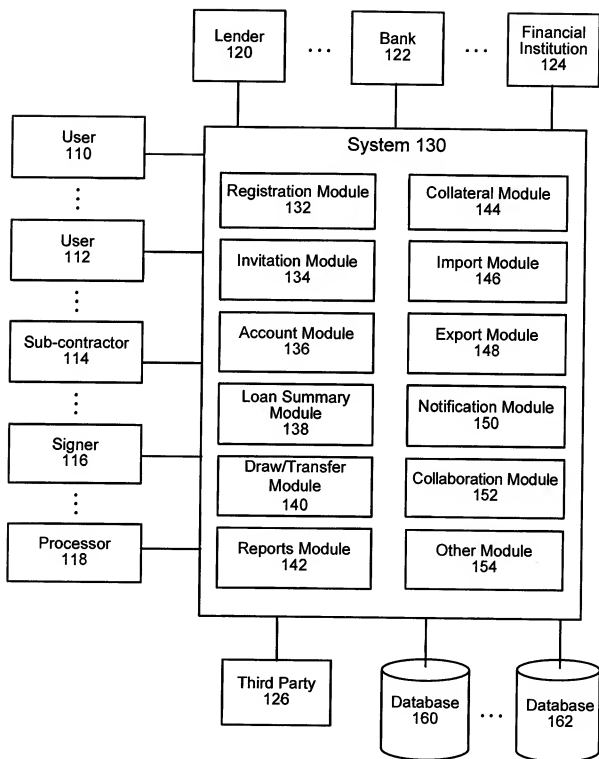 Lender
120
...
Bank
122
...
Financial
Institution
124
User
110
User
112
Sub-contractor
114
Signer
116
Processor
118
System 130
Registration Module
132
Invitation Module
134
Account Module
136
Loan Summary
Module
138
Draw/Transfer
Module
140
Reports Module
142
Collateral Module
144
Import Module
146
Export Module
148
Notification Module
150
Collaboration Module
152
Other Module
154
Third Party
126
Database
160
...
Database
162